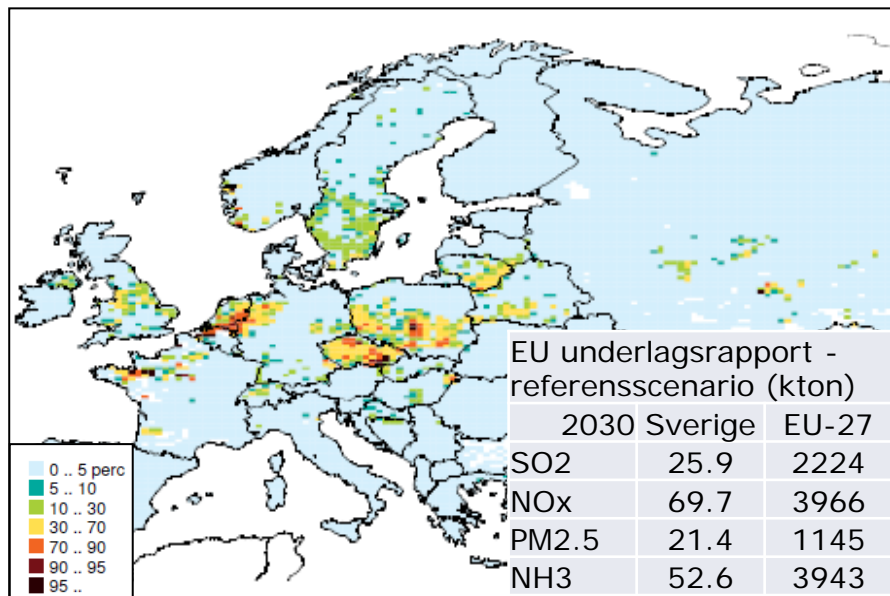 EU underlagsrapport -
referensscenario (kton)
2030 Sverige EU-27
SO2 25.9 2224
NOx 69.7 3966
PM2.5 21.4 1145
NH3 52.6 3943
0 .. 5 perc
5 .. 10
10 .. 30
30 .. 70
70 .. 90
90 .. 95
95 ..